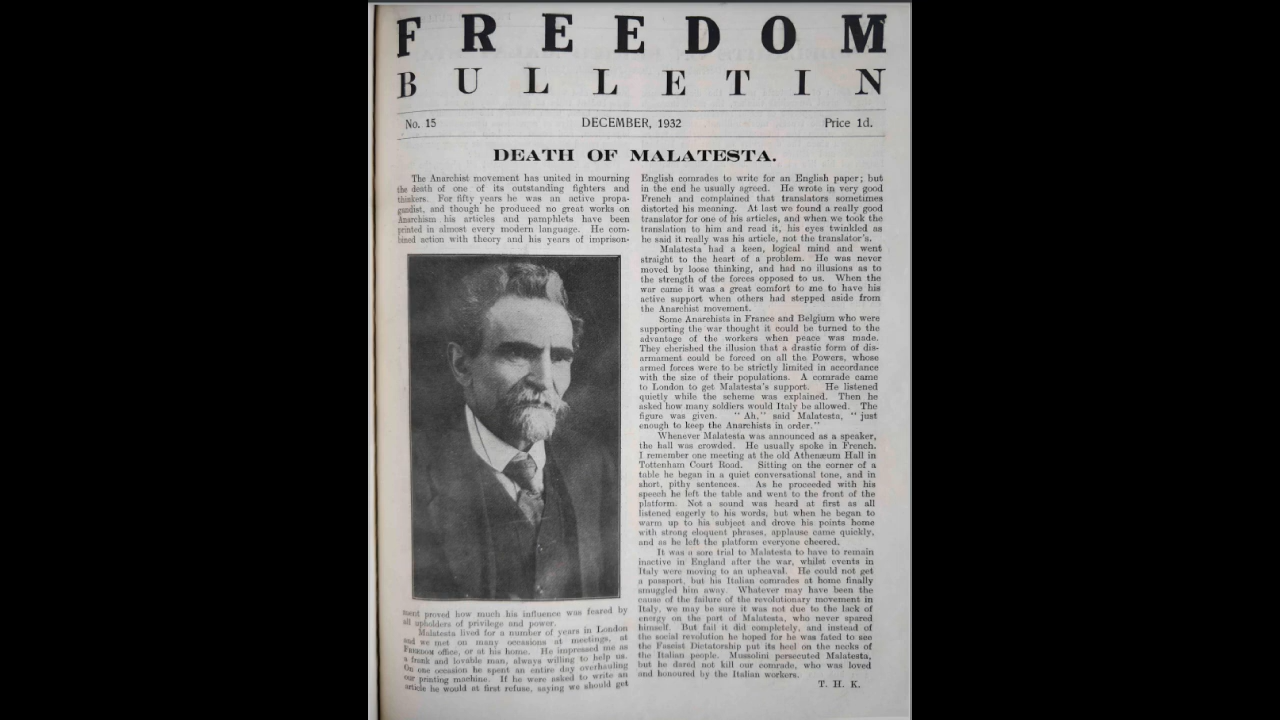 FREEDOM
BULLETIN
No. 15 DECEMBER, 1932 Price 1d.
DEATH OF MALATESTA.
The Anarchist movement has united in mourning
the death of one of its outstanding fighters and
thinkers. For fifty years he was an active propa-
gandist, and though he produced no great works on
Anarchism his articles and pamphlets have been
printed in almost every modern language. He com-
bined action with theory and his years of imprison-
ment proved how much his influence was feared by
all upholders of privilege and power.
Malatesta lived for a number of years in London
and we met on many occasions at meetings, at
FREEDOM office, or at his home. He impressed me as
a frank and lovable man, always willing to help us.
On one occasion he spent an entire day overhauling
our printing machine. If he were asked to write an
article he would at first refuse, saying we should get
English comrades to write for an English paper; but
in the end he usually agreed. He wrote in very good
French and complained that translators sometimes
distorted his meaning. At last we found a really good
translator for one of his articles, and when we took the
translation to him and read it, his eyes twinkled as
he said it really was his article, not the translator's.
Malatesta had a keen, logical mind and went
straight to the heart of a problem. He was never
moved by loose thinking, and had no illusions as to
the strength of the forces opposed to us. When the
war came it was a great comfort to me to have his
active support when others had stepped aside from
the Anarchist movement.
Some Anarchists in France and Belgium who were
supporting the war thought it could be turned to the
advantage of the workers when peace was made.
They cherished the illusion that a drastic form of dis-
armament could be forced on all the Powers, whose
armed forces were to be strictly limited in accordance
with the size of their populations. A comrade came
to London to get Malatesta's support. He listened
quietly while the scheme was explained. Then he
asked how many soldiers would Italy be allowed. The
figure was given. "Ah," said Malatesta, "just
enough to keep the Anarchists in order."
Whenever Malatesta was announced as a speaker,
the hall was crowded. He usually spoke in French.
I remember one meeting at the old Athenæum Hall in
Tottenham Court Road. Sitting on the corner of a
table he began in a quiet conversational tone, and in
short, pithy sentences. As he proceeded with his
speech he left the table and went to the front of the
platform. Not a sound was heard at first as all
listened eagerly to his words, but when he began to
warm up to his subject and drove his points home
with strong eloquent phrases, applause came quickly,
and as he left the platform everyone cheered.
It was a sore trial to Malatesta to have to remain
inactive in England after the war, whilst events in
Italy were moving to an upheaval. He could not get
a passport, but his Italian comrades at home finally
smuggled him away. Whatever may have been the
cause of the failure of the revolutionary movement in
Italy, we may be sure it was not due to the lack of
energy on the part of Malatesta, who never spared
himself. But fail it did completely, and instead of
the social revolution he hoped for he was fated to see
the Fascist Dictatorship put its heel on the necks of
the Italian people. Mussolini persecuted Malatesta,
but he dared not kill our comrade, who was loved
and honoured by the Italian workers.
T. H. K.